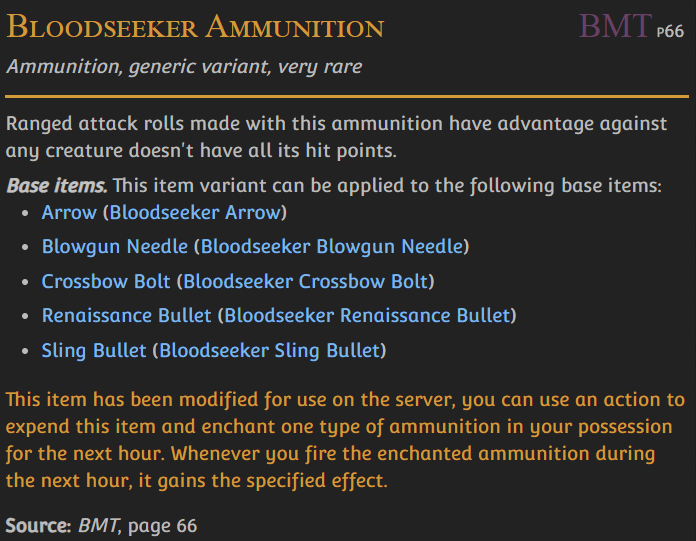 Bloodseeker Ammunition BMT P66
Ammunition, generic variant, very rare
Ranged attack rolls made with this ammunition have advantage against
any creature doesn't have all its hit points.
Base items. This item variant can be applied to the following base items:
• Arrow (Bloodseeker Arrow)
• Blowgun Needle (Bloodseeker Blowgun Needle)
• Crossbow Bolt (Bloodseeker Crossbow Bolt)
• Renaissance Bullet (Bloodseeker Renaissance Bullet)
• Sling Bullet (Bloodseeker Sling Bullet)
This item has been modified for use on the server, you can use an action to
expend this item and enchant one type of ammunition in your possession
for the next hour. Whenever you fire the enchanted ammunition during
the next hour, it gains the specified effect.
Source: BMT, page 66